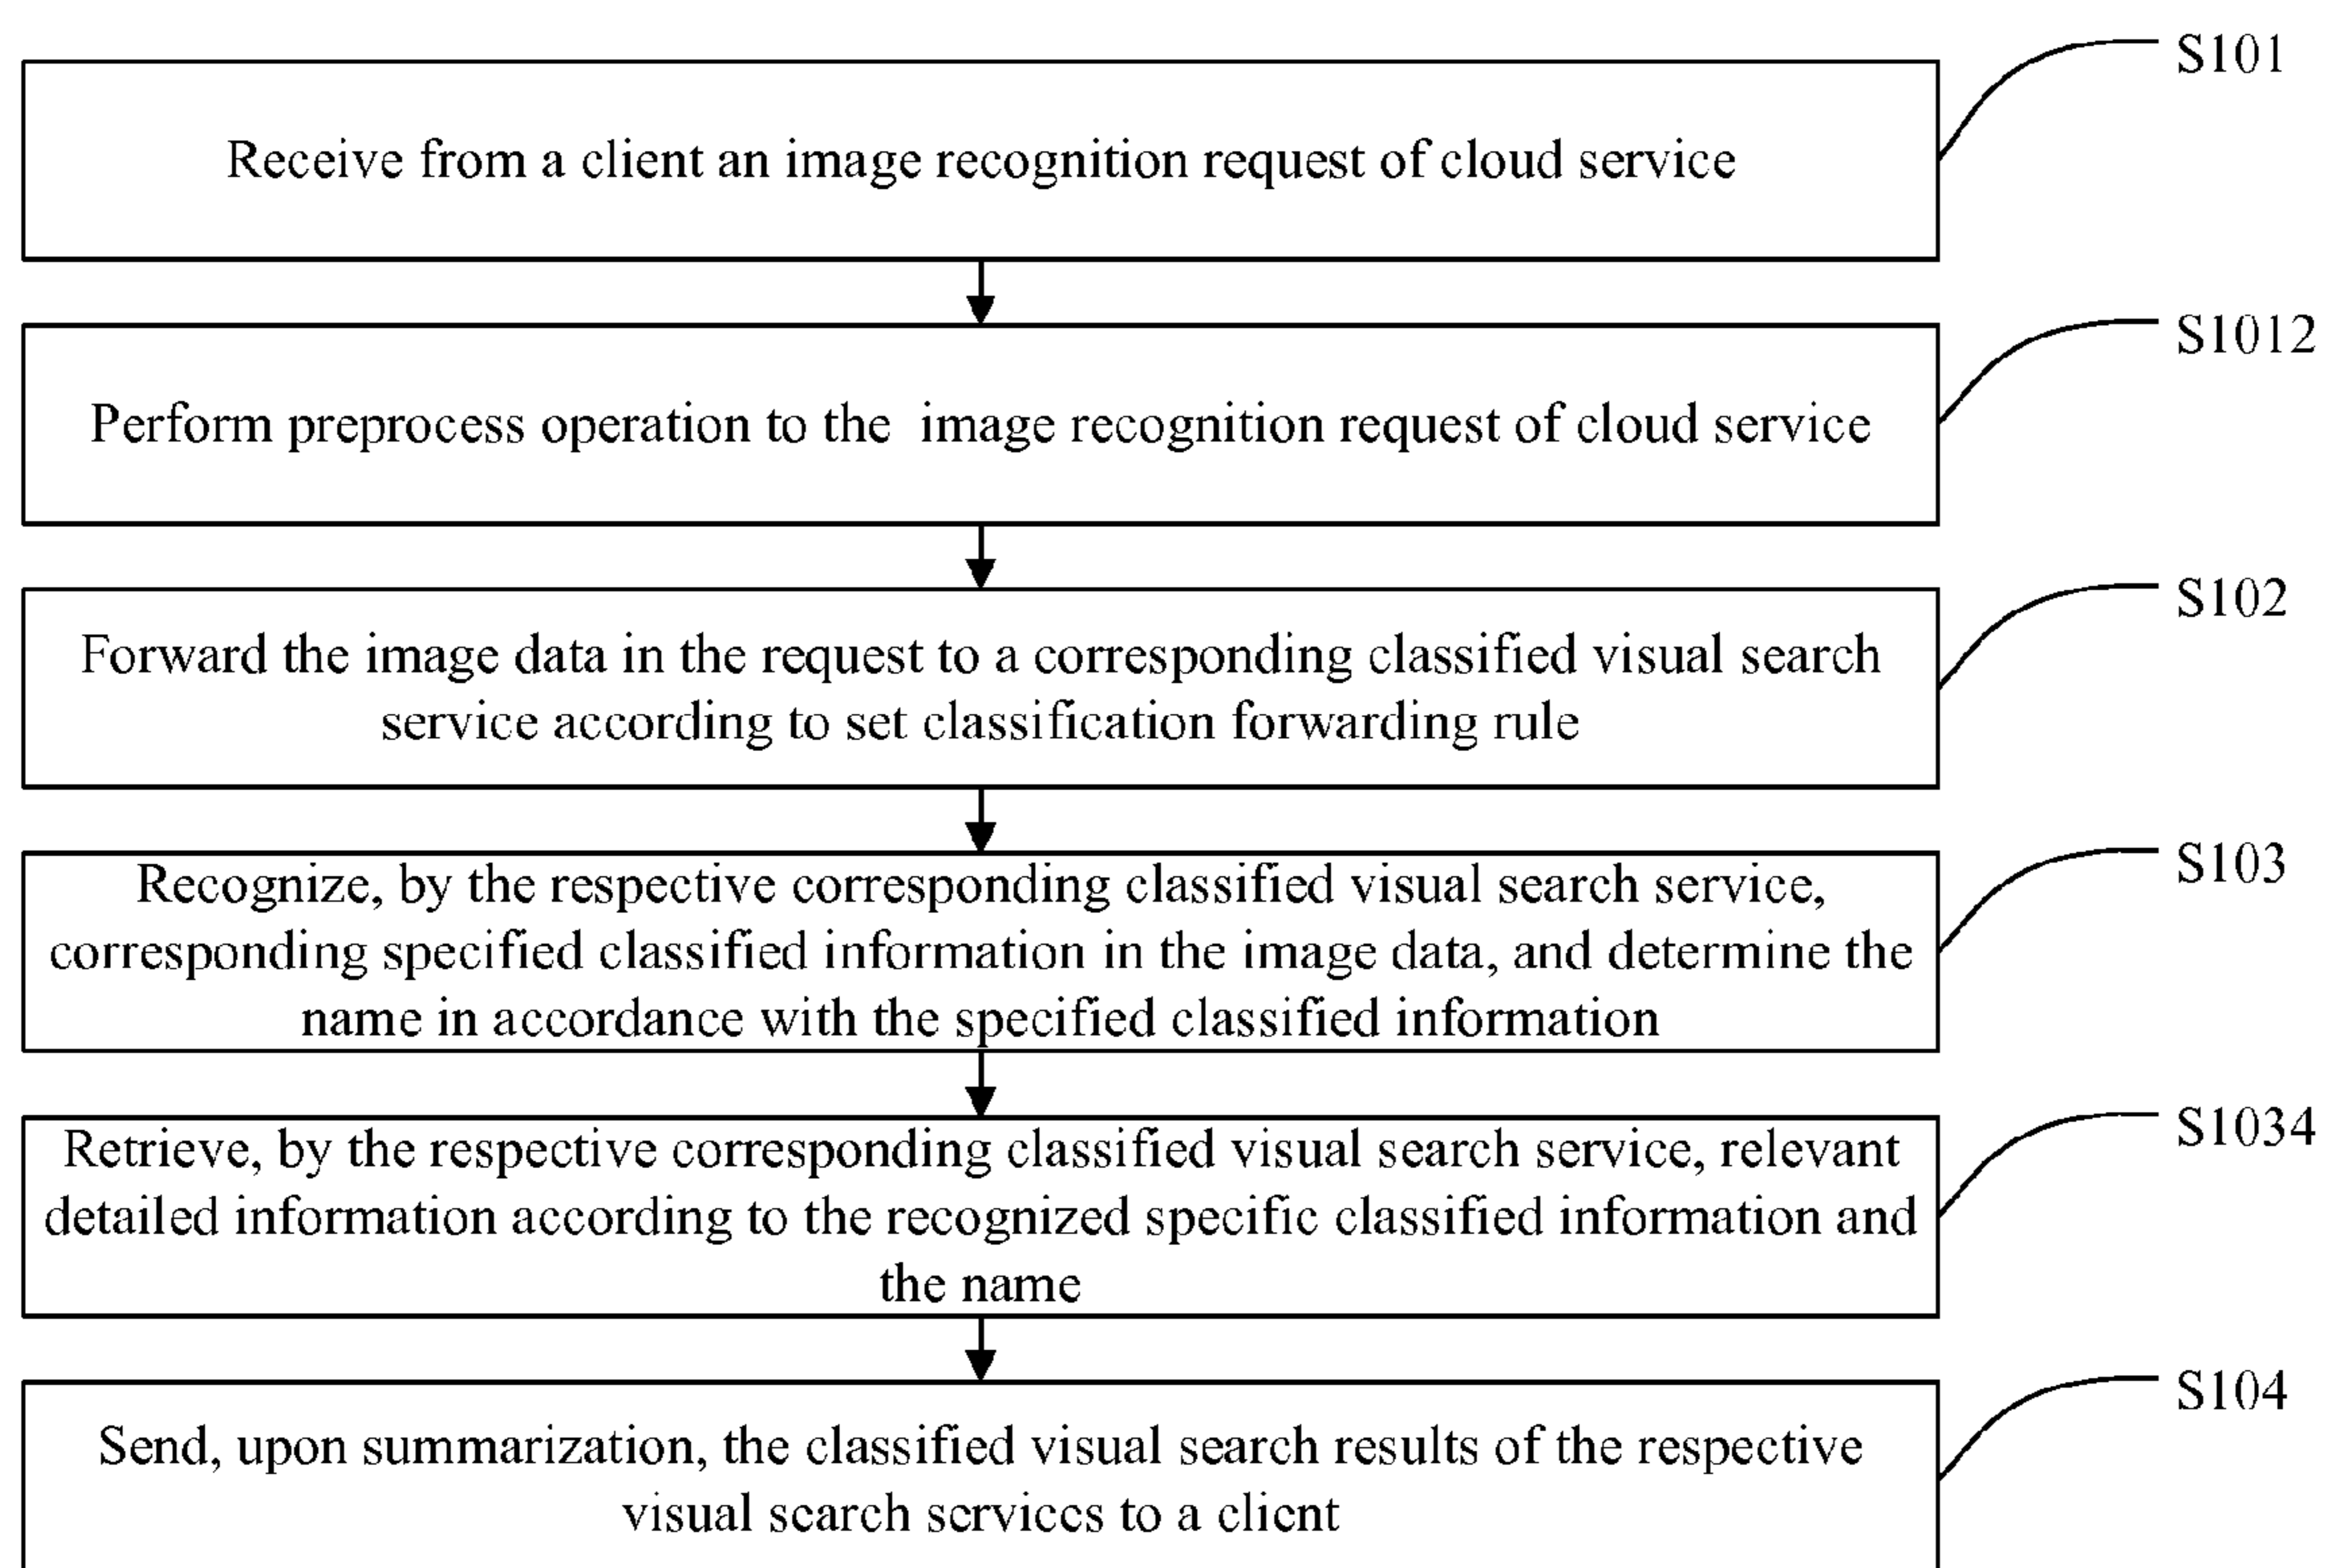 S101
Receive from a client an image recognition request of cloud service
S1012
Perform preprocess operation to the image recognition request of cloud service
S102
Forward the image data in the request to a corresponding classified visual search
service according to set classification forwarding rule
S103
Recognize, by the respective corresponding classified visual search service,
corresponding specified classified information in the image data, and determine the
name in accordance with the specified classified information
S1034
Retrieve, by the respective corresponding classified visual search service, relevant
detailed information according to the recognized specific classified information and
the name
S104
Send, upon summarization, the classified visual search results of the respective
visual search services to a client